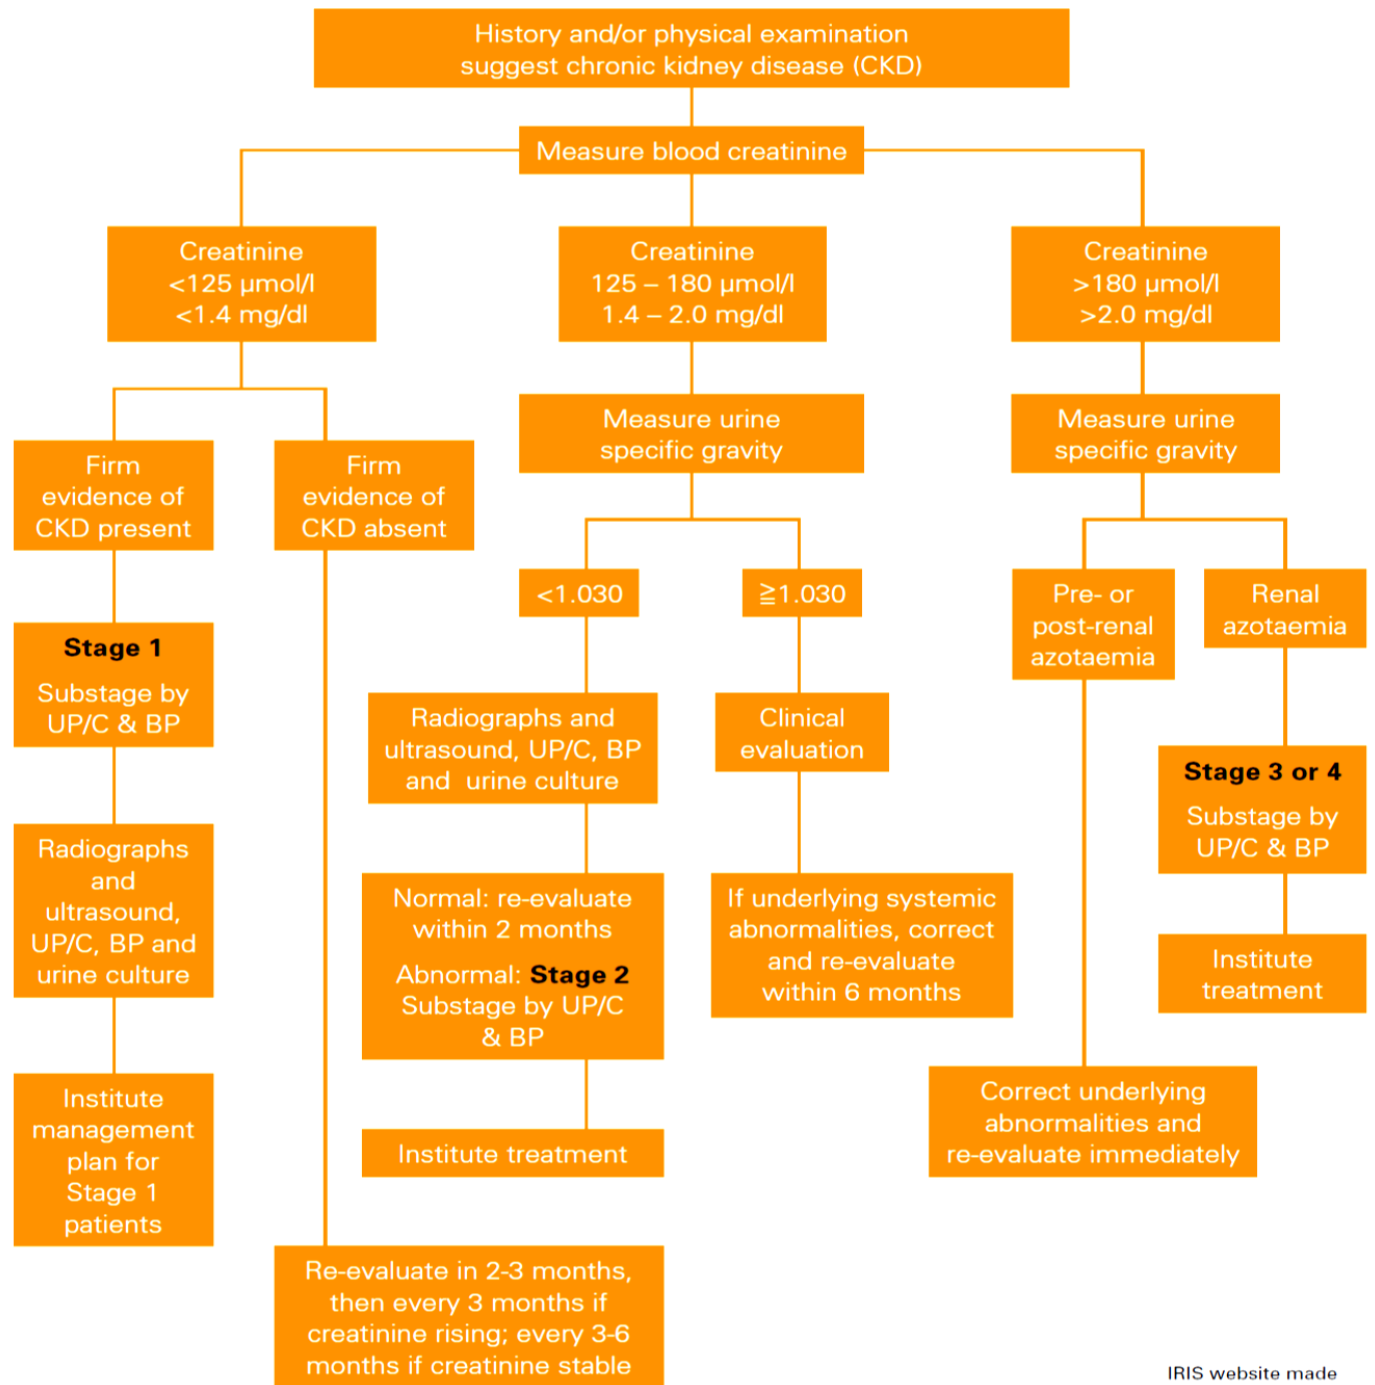 History and/or physical examination
suggest chronic kidney disease (CKD)
Measure blood creatinine
Creatinine
<125 µmol/l
<1.4 mg/dl
Creatinine
125 – 180 µmol/l
1.4 – 2.0 mg/dl
Creatinine
>180 µmol/l
>2.0 mg/dl
Firm
evidence of
CKD present
Firm
evidence of
CKD absent
Measure urine
specific gravity
Measure urine
specific gravity
<1.030
≧1.030
Pre- or
post-renal
azotaemia
Renal
azotaemia
Stage 1
Substage by
UP/C & BP
Radiographs and
ultrasound, UP/C, BP
and urine culture
Clinical
evaluation
Stage 3 or 4
Substage by
UP/C & BP
Radiographs
and
ultrasound,
UP/C, BP and
urine culture
Normal: re-evaluate
within 2 months
Abnormal: Stage 2
Substage by UP/C
& BP
If underlying systemic
abnormalities, correct
and re-evaluate
within 6 months
Institute
treatment
Institute
management
plan for
Stage 1
patients
Institute treatment
Correct underlying
abnormalities and
re-evaluate immediately
Re-evaluate in 2-3 months,
then every 3 months if
creatinine rising; every 3-6
months if creatinine stable
IRIS website made